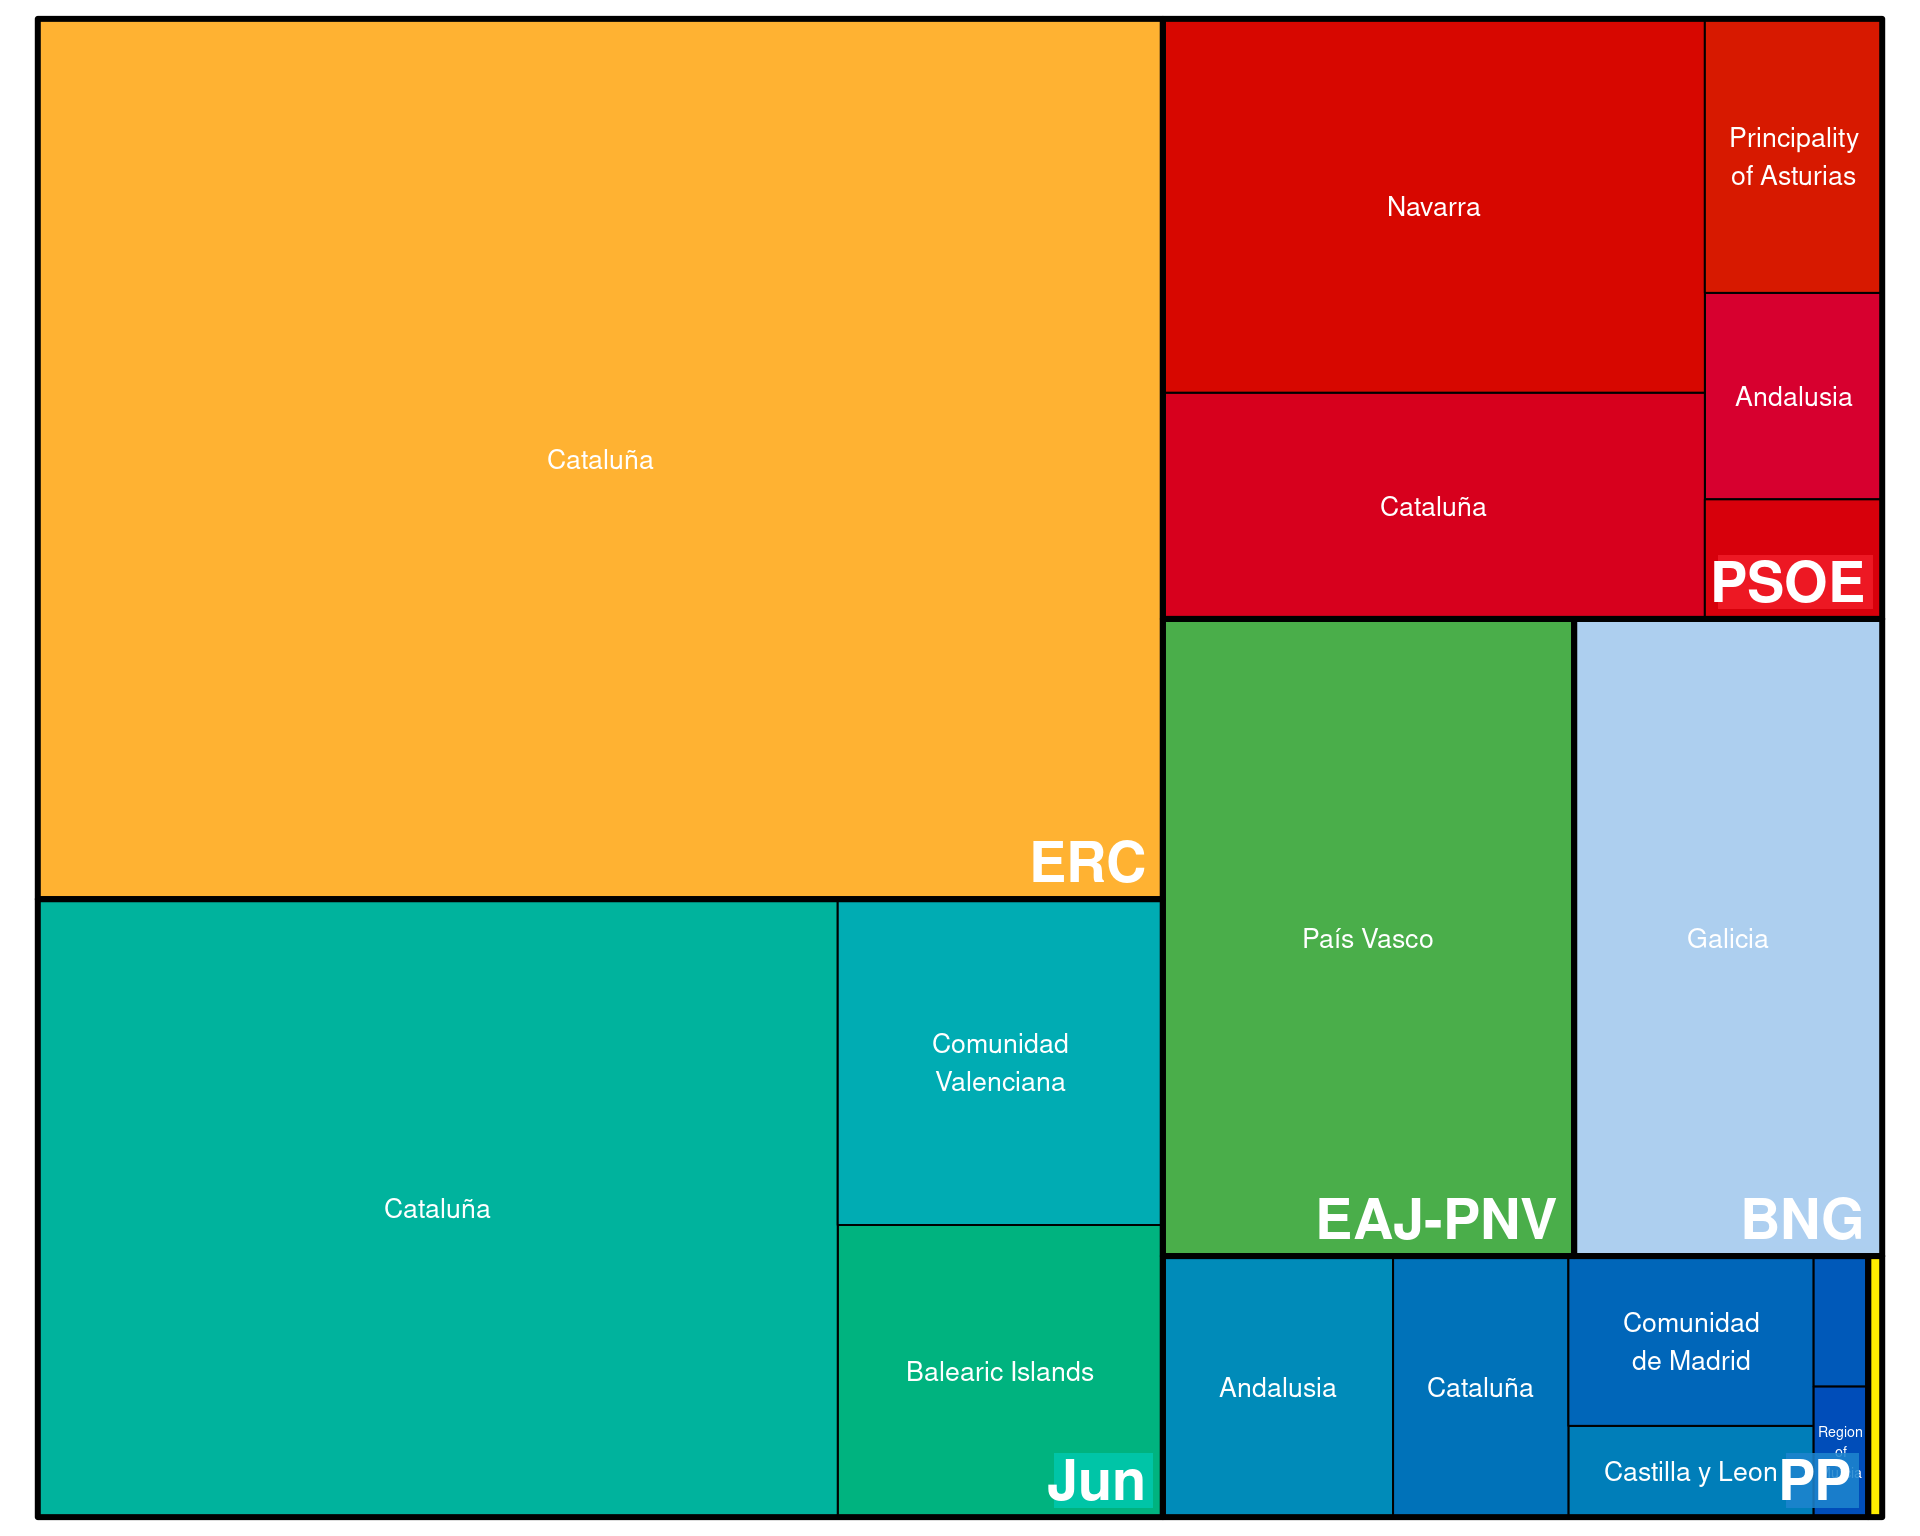 Cataluña
ERC
Navarra
Principality
of Asturias
Andalusia
Cataluña
PSOE
Cataluña
Comunidad
Valenciana
Balearic Islands
Jun
País Vasco
EAJ-PNV
Galicia
BNG
Andalusia
Cataluña
Comunidad
de Madrid
Castilla y Leon
Region
of
PP